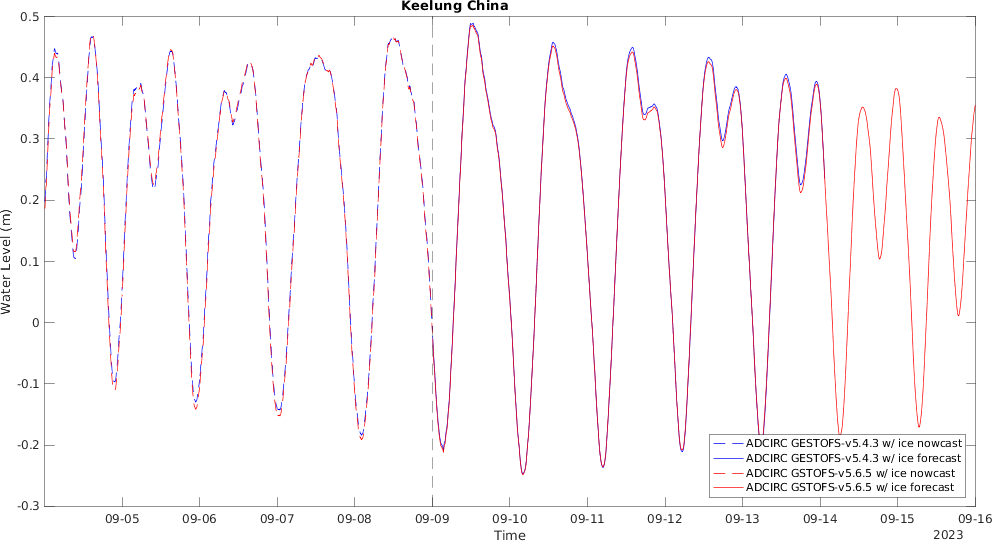 Keelung China
0.5
0.4
0.3
0.2
0.1
0
-0.1
-0.2
-0.3
Water Level (m)
ADCIRC GESTOFS-v5.4.3 w/ ice nowcast
ADCIRC GESTOFS-v5.4.3 w/ ice forecast
ADCIRC GSTOFS-v5.6.5 w/ ice nowcast
ADCIRC GSTOFS-v5.6.5 w/ ice forecast
09-05 09-06 09-07 09-08 09-09 09-10 09-11 09-12 09-13 09-14 09-15 09-16
Time
2023